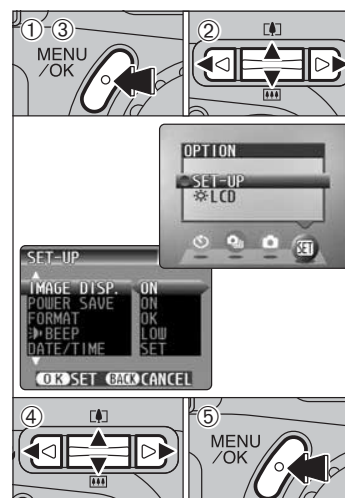 ① ③
MENU
/OK
②
OPTION
SET-UP
LCD
SET
SET-UP
IMAGE DISP. ON
POWER SAVE ON
FORMAT OK
BEEP LOW
DATE/TIME SET
OK SET BACK CANCEL
④
⑤
MENU
/OK